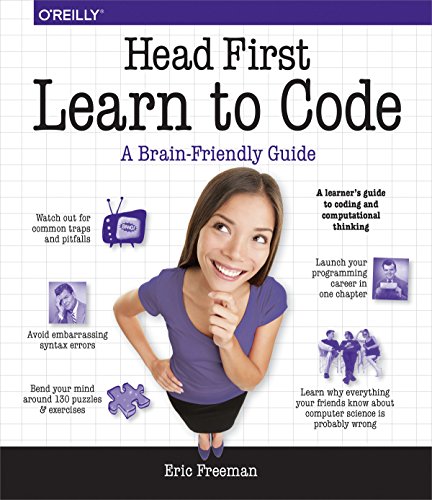 O'REILLY®
Head First
Learn to Code
A Brain-Friendly Guide
A learner's guide
to coding and
computational
thinking
Watch out for
common traps
and pitfalls
Launch your
programming
career in
one chapter
Avoid embarrassing
syntax errors
Bend your mind
around 130 puzzles
& exercises
Learn why everything
your friends know about
computer science is
probably wrong
Eric Freeman